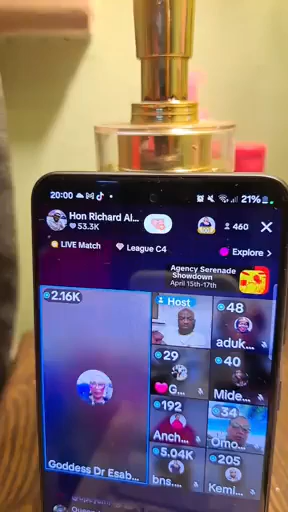 20:00
21%
Hon Richard Al...
53.3K
460
LIVE Match
League C4
Explore >
Agency Serenade
Showdown
April 15th-17th
2.16K
Host
48
aduk...
29
40
G...
Mide...
192
34
Anch...
Omo...
5.04K
205
Goddess Dr Esab...
bns...
Kemi...